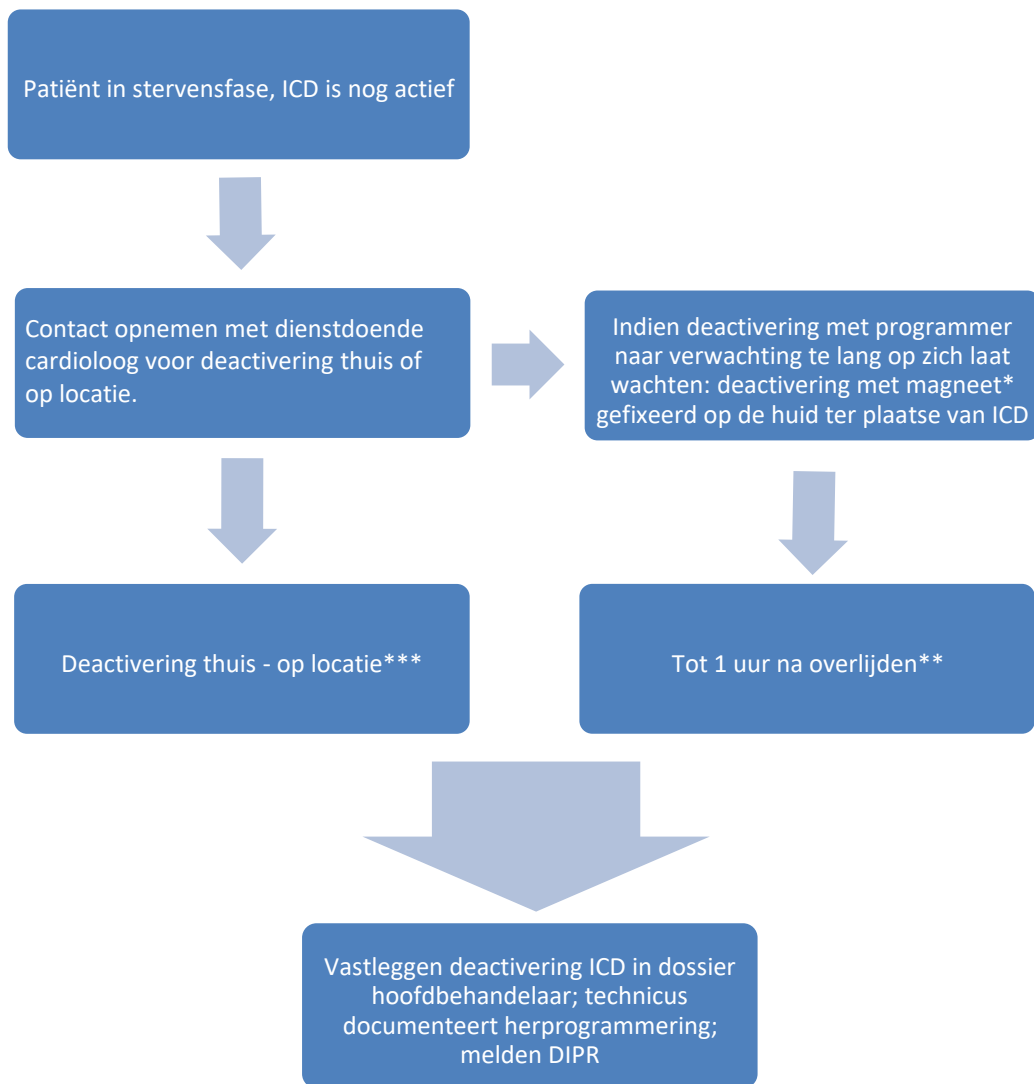 Patiënt in stervensfase, ICD is nog actief
Contact opnemen met dienstdoende
cardioloog voor deactivering thuis of
op locatie.
Indien deactivering met programmer
naar verwachting te lang op zich laat
wachten: deactivering met magneet*
gefixeerd op de huid ter plaatse van ICD
Deactivering thuis - op locatie***
Tot 1 uur na overlijden**
Vastleggen deactivering ICD in dossier
hoofdbehandelaar; technicus
documenteert herprogrammering;
melden DIPR